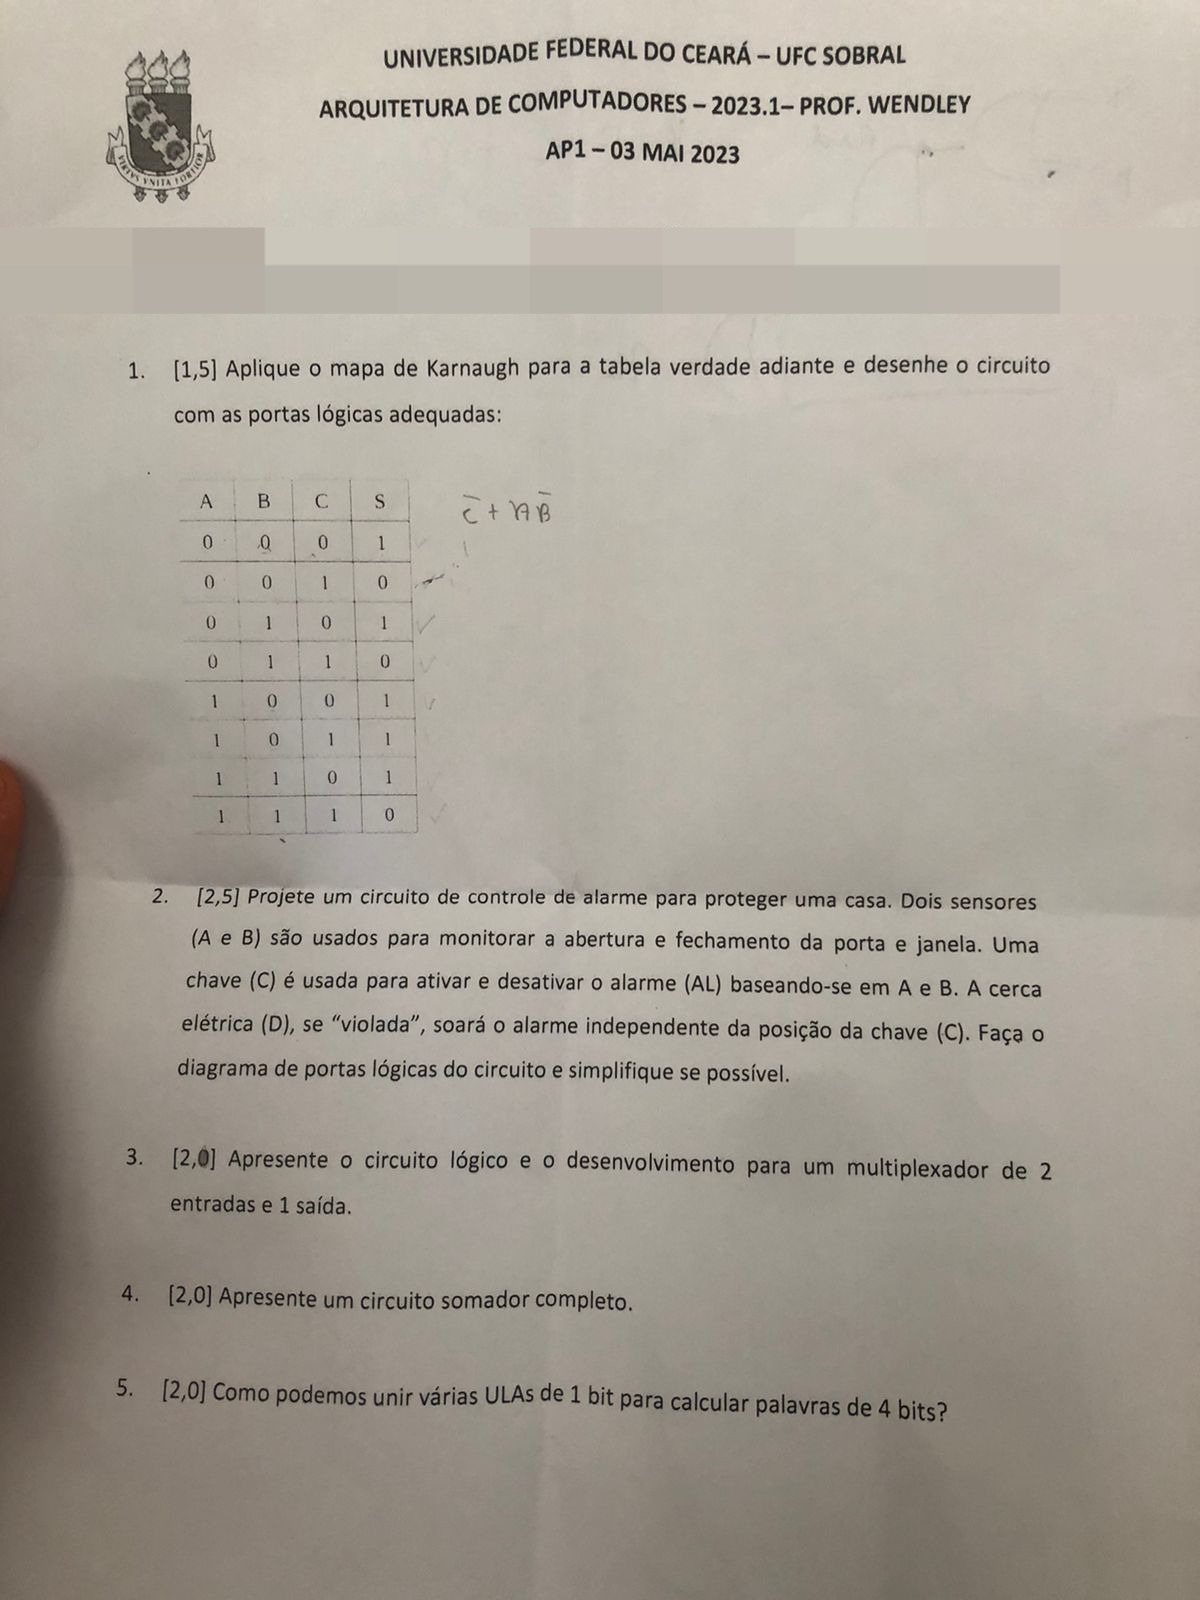 UNIVERSIDADE FEDERAL DO CEARÁ – UFC SOBRAL
ARQUITETURA DE COMPUTADORES – 2023.1– PROF. WENDLEY
AP1 – 03 MAI 2023
VIRTVS VNITA FORTIOR
1. [1,5] Aplique o mapa de Karnaugh para a tabela verdade adiante e desenhe o circuito
com as portas lógicas adequadas:
A B C S
0 0 0 1
0 0 1 0
0 1 0 1
0 1 1 0
1 0 0 1
1 0 1 1
1 1 0 1
1 1 1 0
C̅ + AB̅
2. [2,5] Projete um circuito de controle de alarme para proteger uma casa. Dois sensores
(A e B) são usados para monitorar a abertura e fechamento da porta e janela. Uma
chave (C) é usada para ativar e desativar o alarme (AL) baseando-se em A e B. A cerca
elétrica (D), se “violada”, soará o alarme independente da posição da chave (C). Faça o
diagrama de portas lógicas do circuito e simplifique se possível.
3. [2,0] Apresente o circuito lógico e o desenvolvimento para um multiplexador de 2
entradas e 1 saída.
4. [2,0] Apresente um circuito somador completo.
5. [2,0] Como podemos unir várias ULAs de 1 bit para calcular palavras de 4 bits?